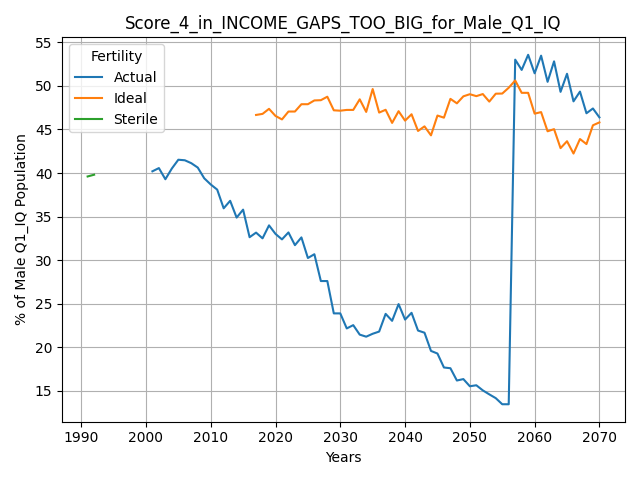 Score_4_in_INCOME_GAPS_TOO_BIG_for_Male_Q1_IQ
Fertility
Actual
Ideal
Sterile
% of Male Q1_IQ Population
55
50
45
40
35
30
25
20
15
1990 2000 2010 2020 2030 2040 2050 2060 2070
Years